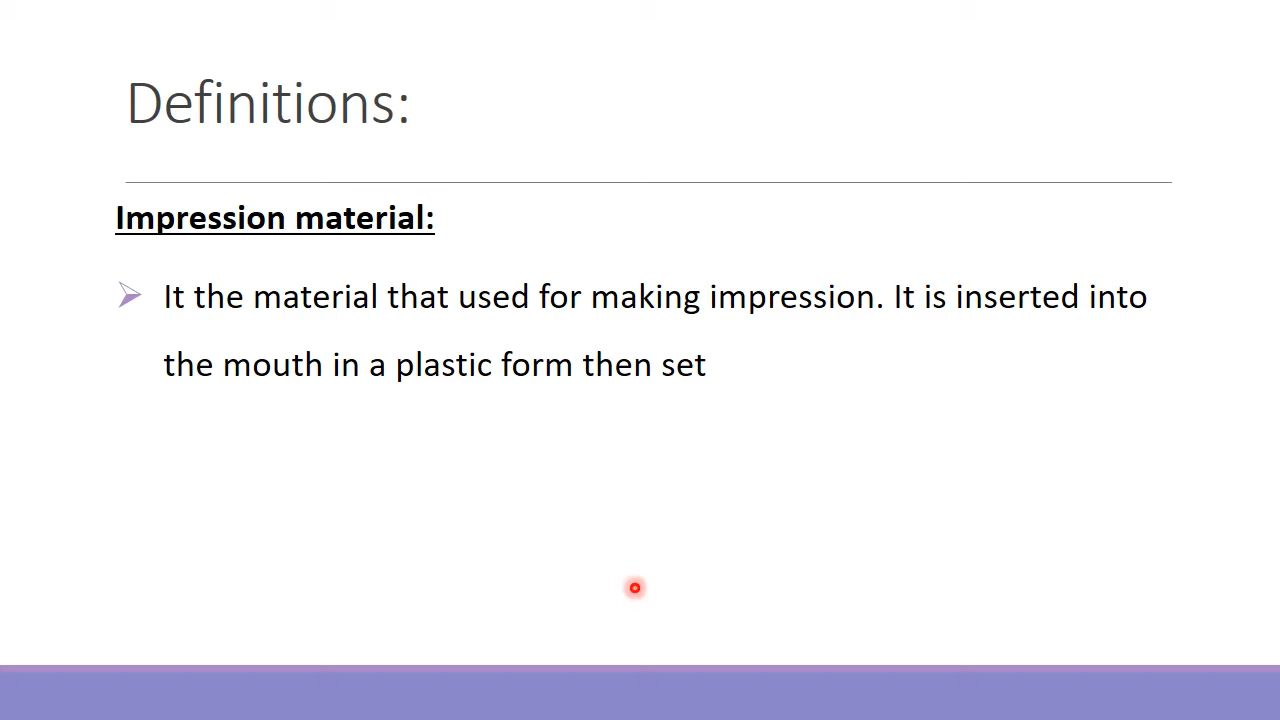 Definitions:
Impression material:
It the material that used for making impression. It is inserted into
the mouth in a plastic form then set